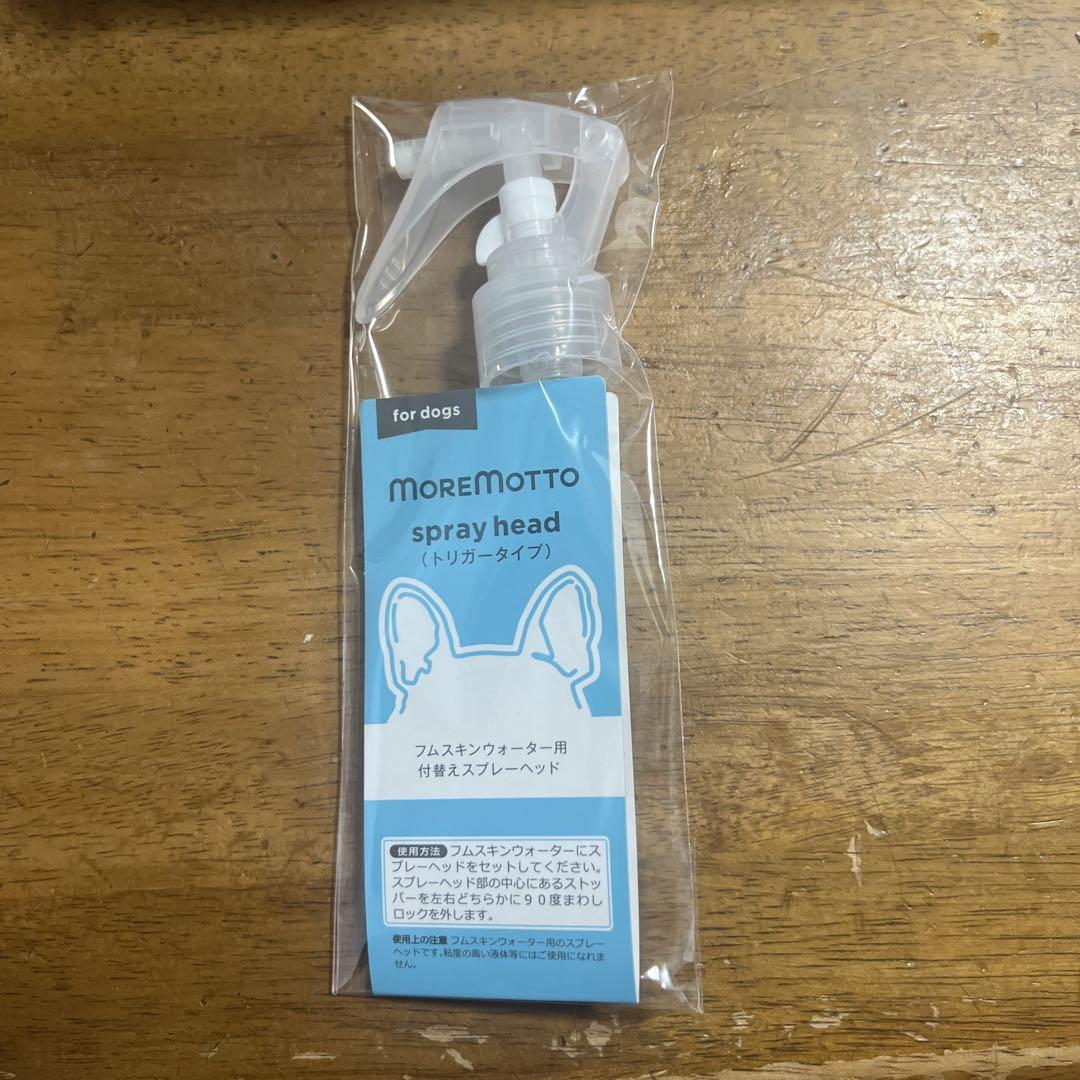 for dogs
MOREMOTTO
spray head
(トリガータイプ)
フムスキンウォーター用
付替えスプレーヘッド
使用方法 フムスキンウォーターにス
プレーヘッドをセットしてください。
スプレーヘッド部の中心にあるストッ
パーを左右どちらかに90度まわし
ロックを外します。
使用上の注意 フムスキンウォーター用のスプレー
ヘッドです。粘度の高い液体等にはご使用になれま
せん。